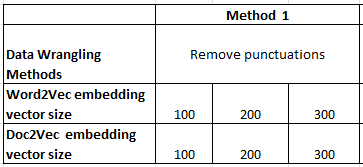 Method 1
Data Wrangling
Methods
Remove punctuations
Word2Vec embedding
vector size 100 200 300
Doc2Vec embedding
vector size 100 200 300